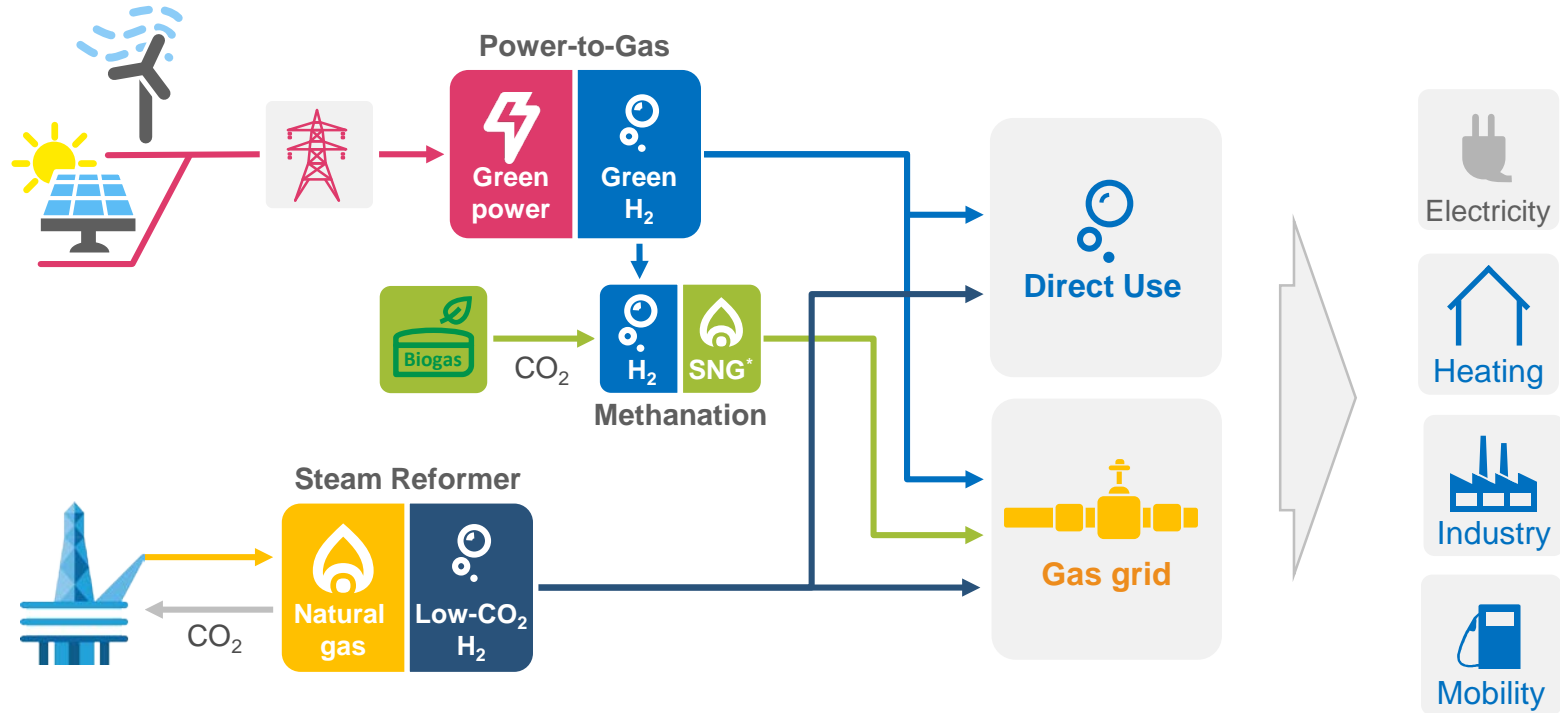 Power-to-Gas
Green
power
Green
H₂
Biogas
CO₂
H₂
SNG*
Methanation
Steam Reformer
Natural
gas
Low-CO₂
H₂
CO₂
Direct Use
Gas grid
Electricity
Heating
Industry
Mobility